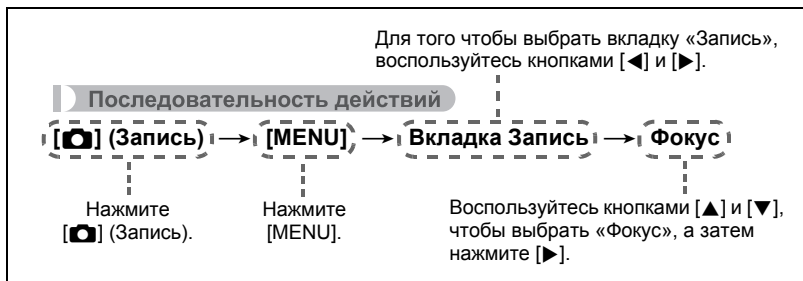 Для того чтобы выбрать вкладку «Запись»,
воспользуйтесь кнопками [◀] и [▶].
Последовательность действий
[📷] (Запись) → [MENU] → Вкладка Запись → Фокус
Нажмите
[📷] (Запись).
Нажмите
[MENU].
Воспользуйтесь кнопками [▲] и [▼],
чтобы выбрать «Фокус», а затем
нажмите [▶].